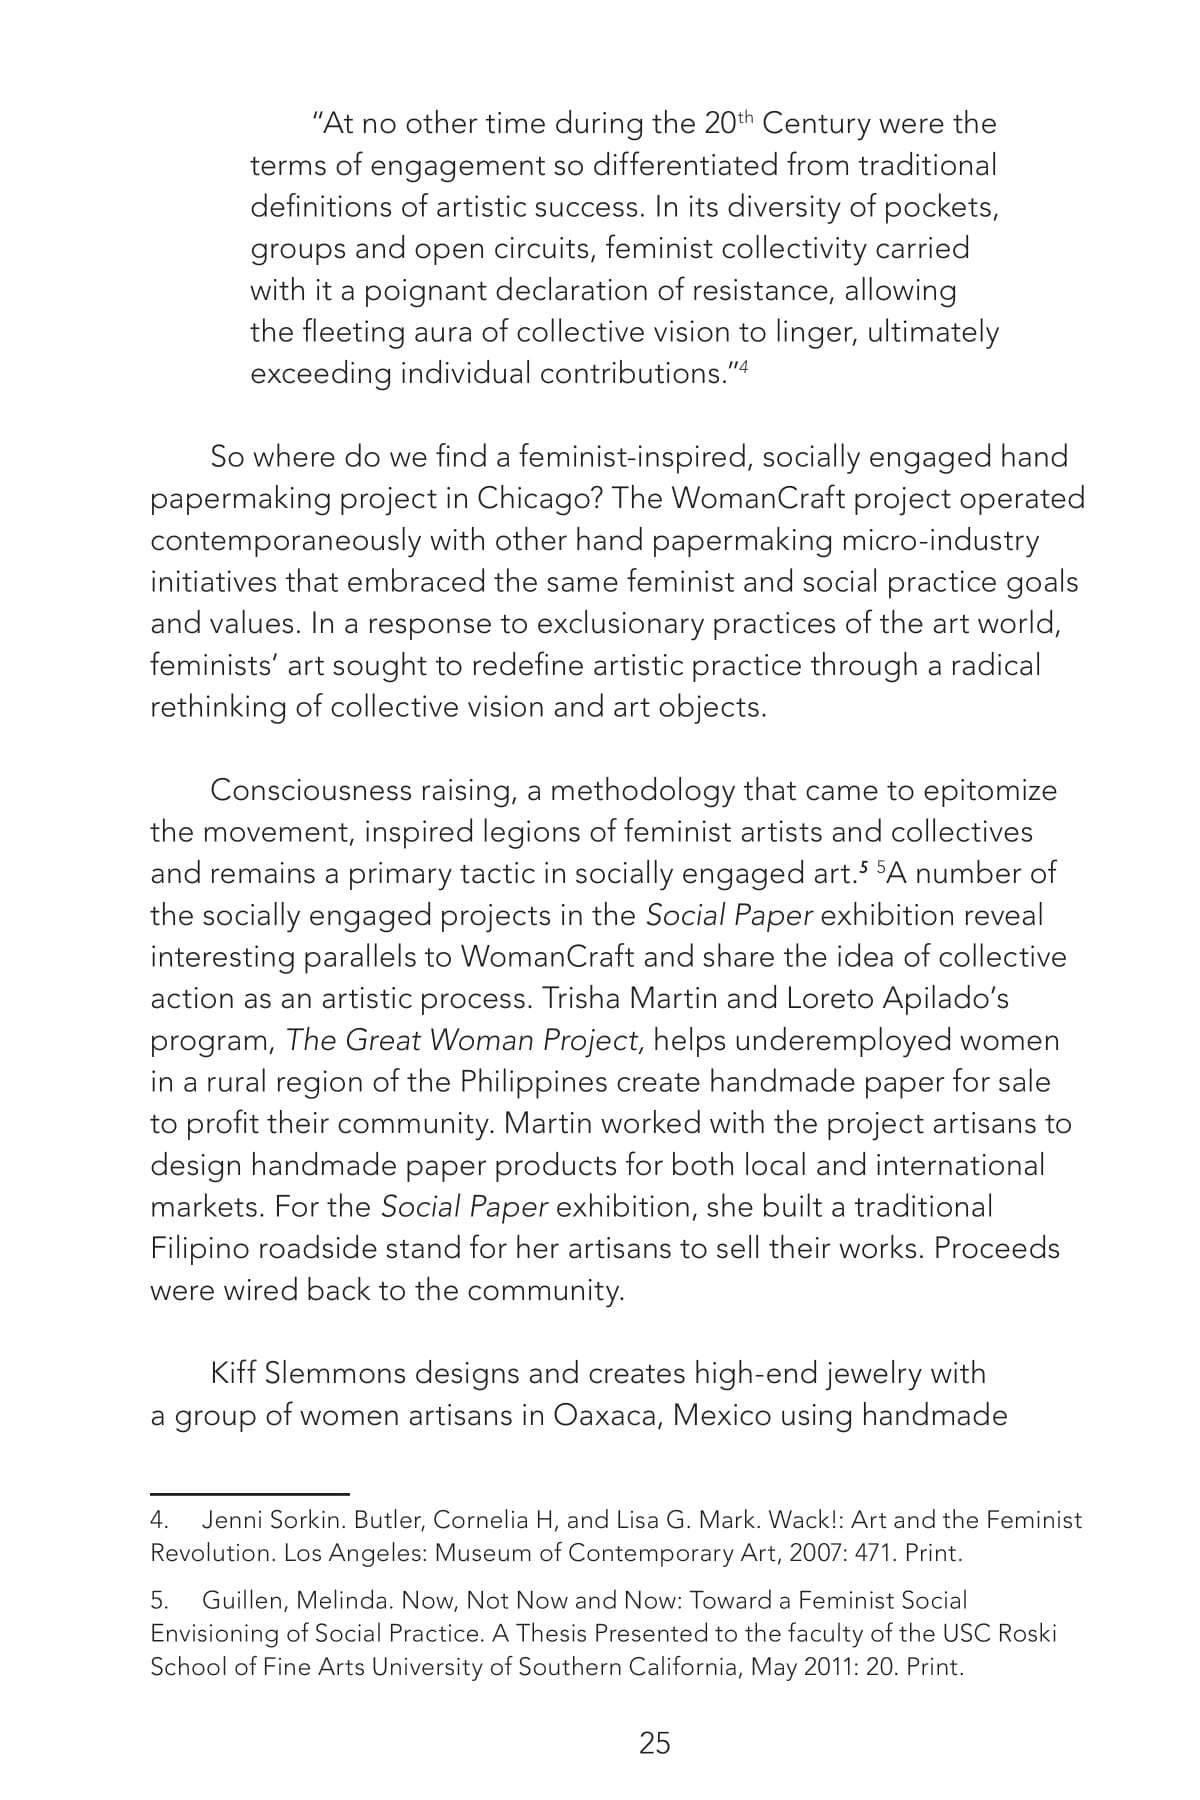 “At no other time during the 20th Century were the
terms of engagement so differentiated from traditional
definitions of artistic success. In its diversity of pockets,
groups and open circuits, feminist collectivity carried
with it a poignant declaration of resistance, allowing
the fleeting aura of collective vision to linger, ultimately
exceeding individual contributions.”4
So where do we find a feminist-inspired, socially engaged hand
papermaking project in Chicago? The WomanCraft project operated
contemporaneously with other hand papermaking micro-industry
initiatives that embraced the same feminist and social practice goals
and values. In a response to exclusionary practices of the art world,
feminists’ art sought to redefine artistic practice through a radical
rethinking of collective vision and art objects.
Consciousness raising, a methodology that came to epitomize
the movement, inspired legions of feminist artists and collectives
and remains a primary tactic in socially engaged art.5 5A number of
the socially engaged projects in the Social Paper exhibition reveal
interesting parallels to WomanCraft and share the idea of collective
action as an artistic process. Trisha Martin and Loreto Apilado’s
program, The Great Woman Project, helps underemployed women
in a rural region of the Philippines create handmade paper for sale
to profit their community. Martin worked with the project artisans to
design handmade paper products for both local and international
markets. For the Social Paper exhibition, she built a traditional
Filipino roadside stand for her artisans to sell their works. Proceeds
were wired back to the community.
Kiff Slemmons designs and creates high-end jewelry with
a group of women artisans in Oaxaca, Mexico using handmade
4. Jenni Sorkin. Butler, Cornelia H, and Lisa G. Mark. Wack!: Art and the Feminist
Revolution. Los Angeles: Museum of Contemporary Art, 2007: 471. Print.
5. Guillen, Melinda. Now, Not Now and Now: Toward a Feminist Social
Envisioning of Social Practice. A Thesis Presented to the faculty of the USC Roski
School of Fine Arts University of Southern California, May 2011: 20. Print.
25